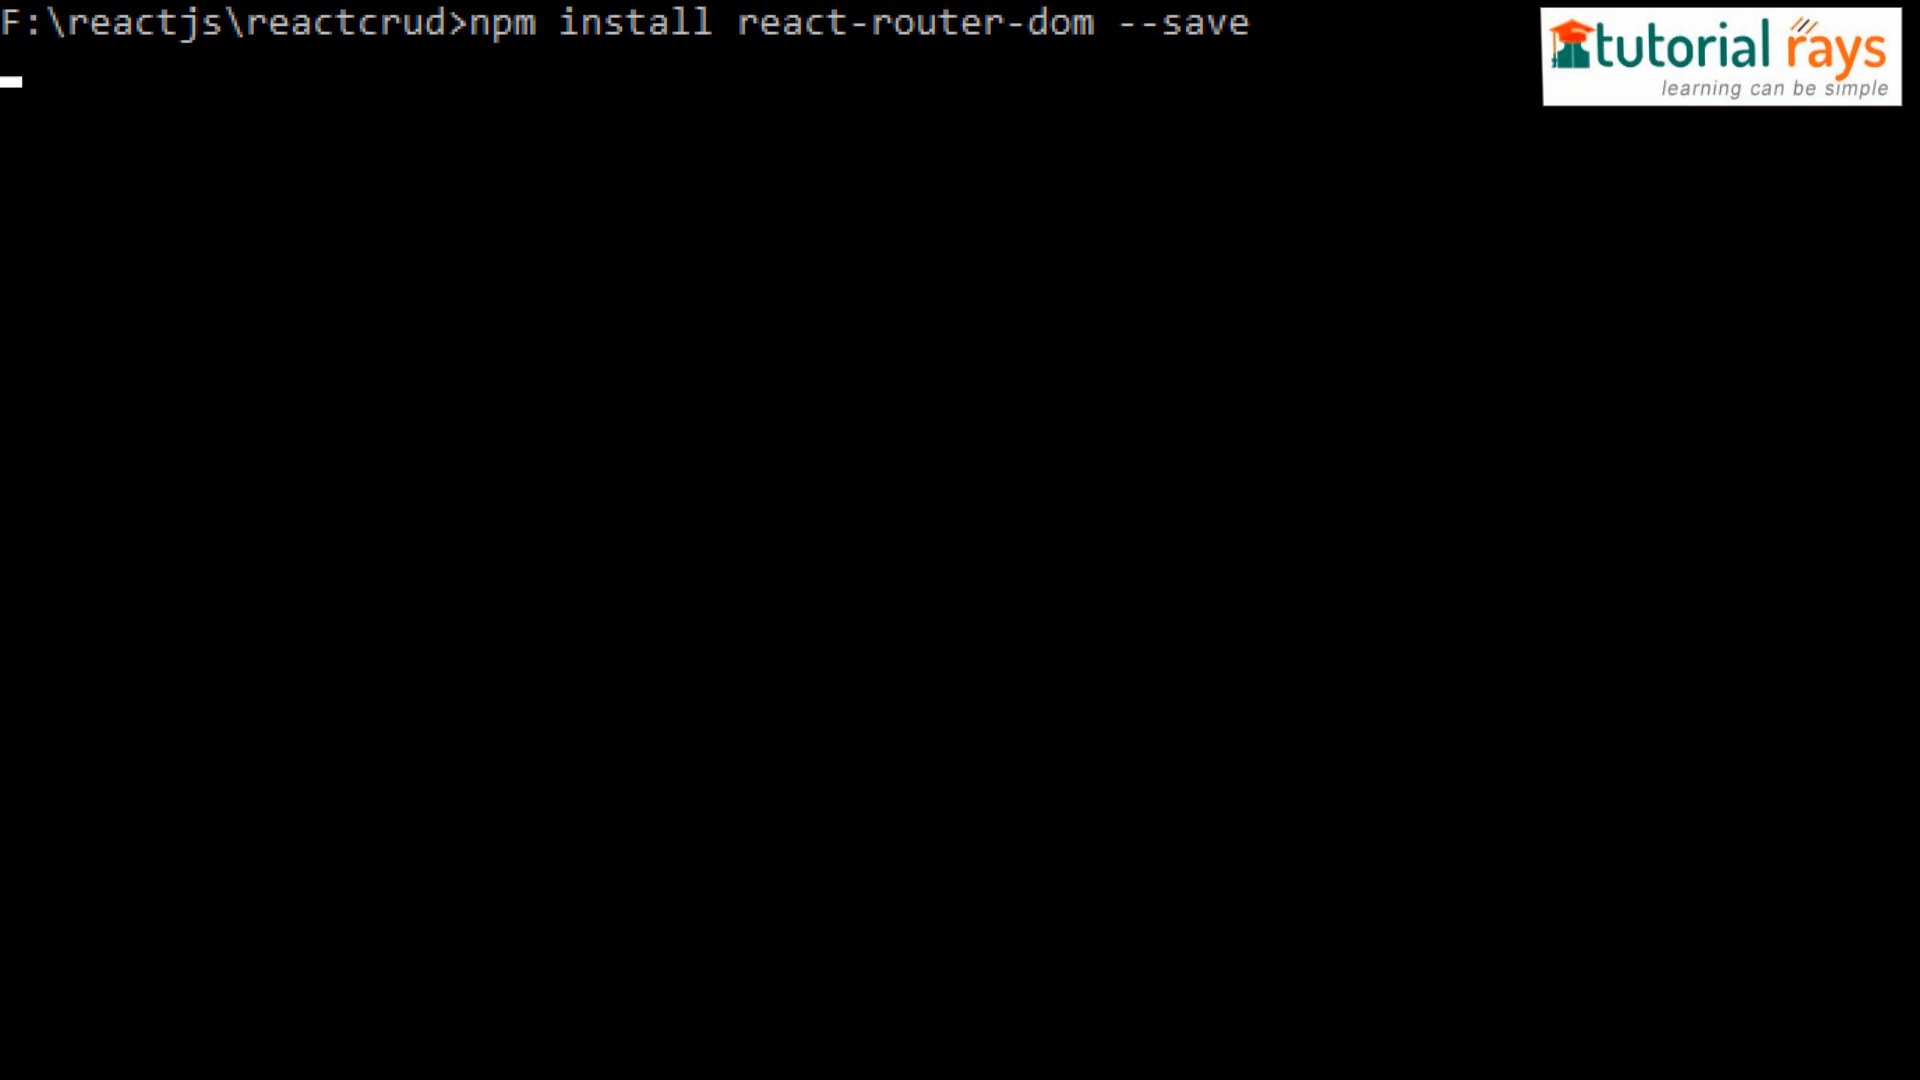 F:\reactjs\reactcrud>npm install react-router-dom --save
tutorial rays
learning can be simple